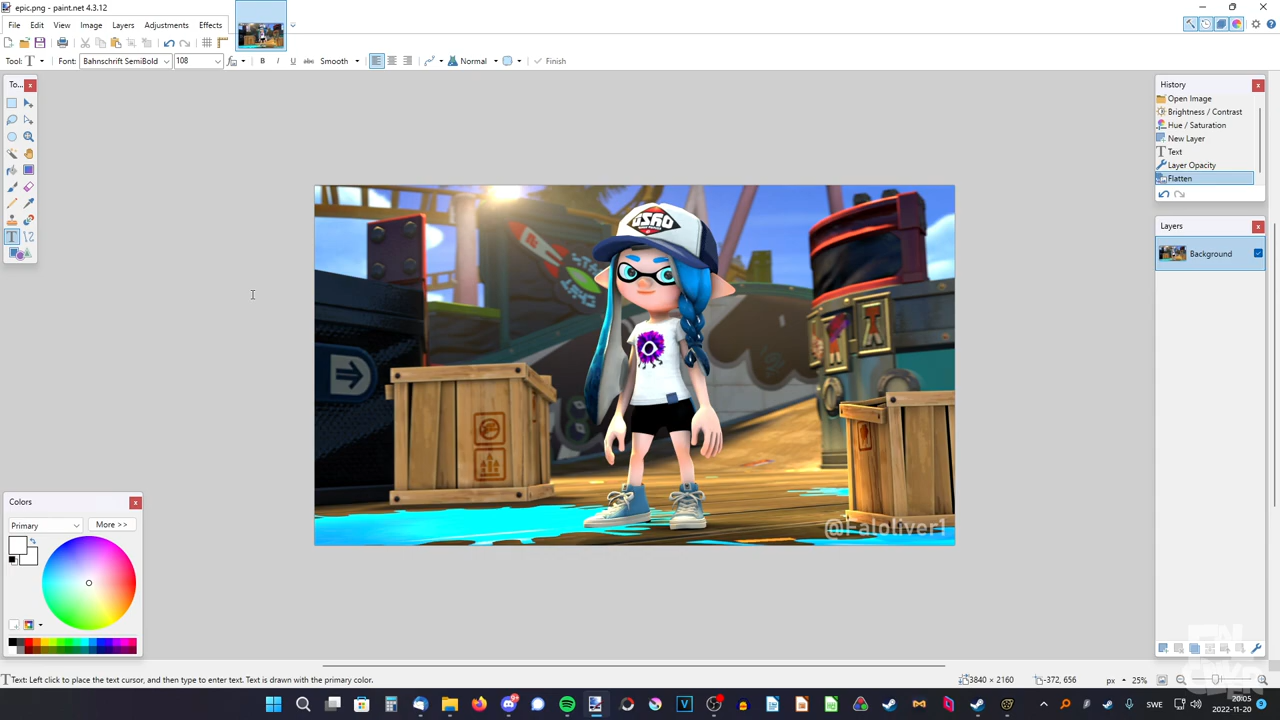 epic.png - paint.net 4.3.12
File Edit View Image Layers Adjustments Effects
Tool: T Font: Bahnschrift SemiBold 108 B I U abc Smooth Normal Finish
To...
History
Open Image
Brightness / Contrast
Hue / Saturation
New Layer
Text
Layer Opacity
Flatten
Layers
Background
@Faloliver1
Colors
Primary More >>
Text: Left click to place the text cursor, and then type to enter text. Text is drawn with the primary color.
3840 × 2160 -372, 656 px 25%
SWE 20:05
2022-11-20